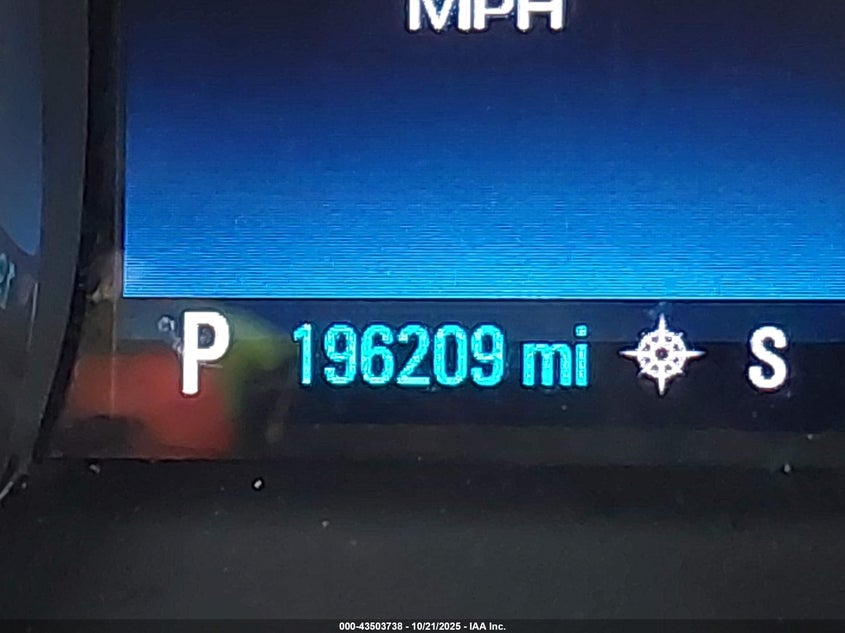 MPH
P 196209 mi S
000-43503738 - 10/21/2025 - IAA Inc.